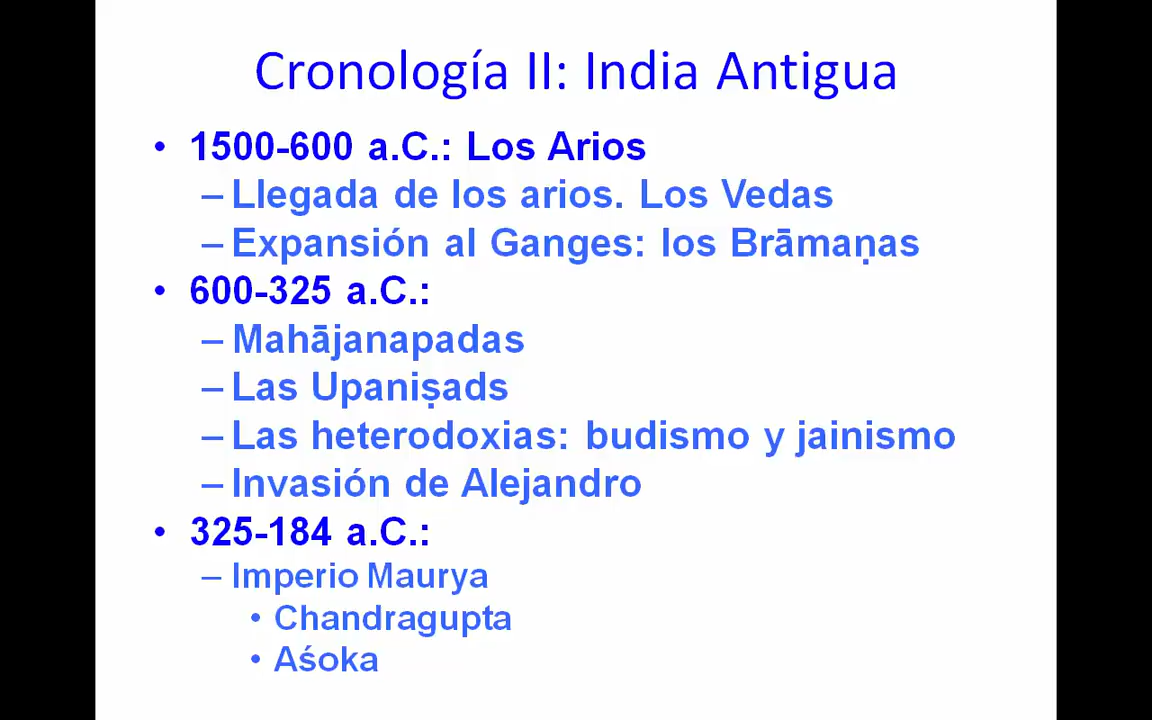 Cronología II: India Antigua
• 1500-600 a.C.: Los Arios
– Llegada de los arios. Los Vedas
– Expansión al Ganges: los Brāmaṇas
• 600-325 a.C.:
– Mahājanapadas
– Las Upaniṣads
– Las heterodoxias: budismo y jainismo
– Invasión de Alejandro
• 325-184 a.C.:
– Imperio Maurya
• Chandragupta
• Aśoka